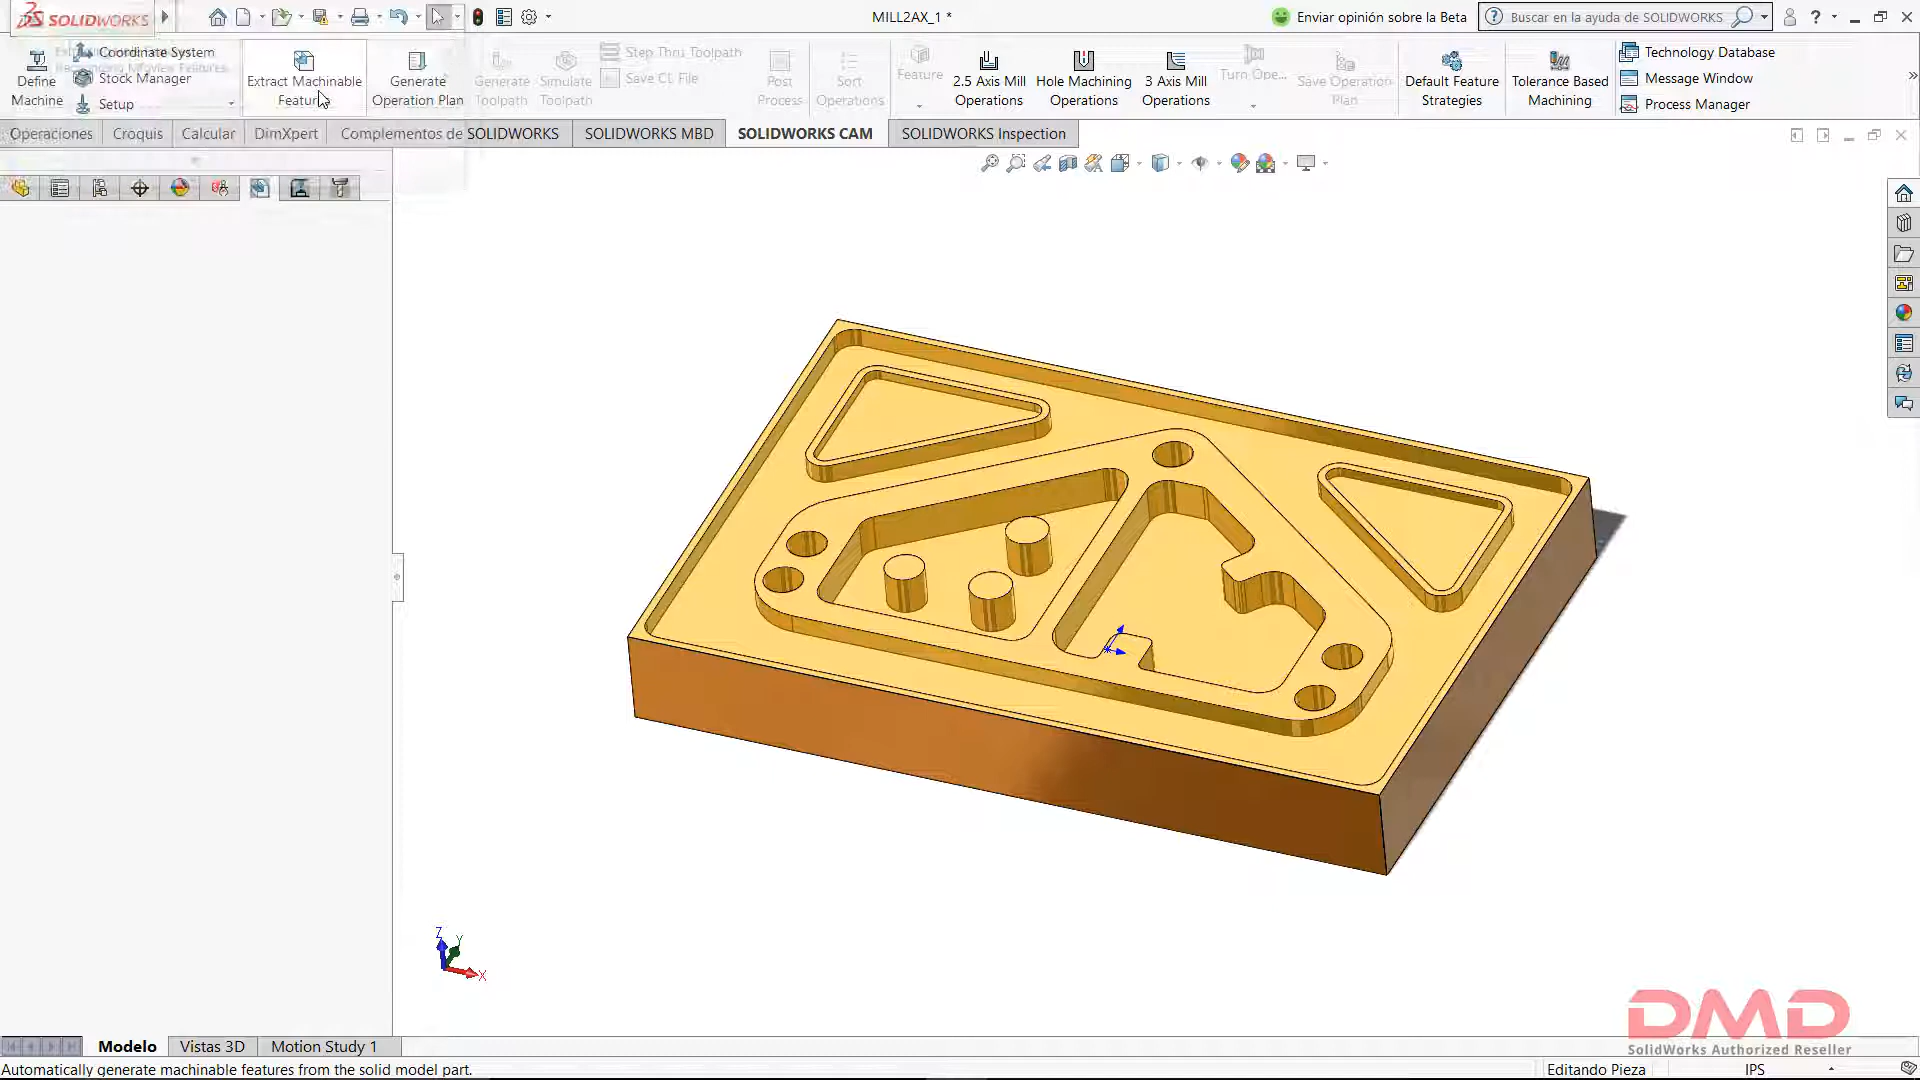 SOLIDWORKS
MILL2AX_1 *
Enviar opinión sobre la Beta
Buscar en la ayuda de SOLIDWORKS
?
Define Machine
Coordinate System
Stock Manager
Setup
Extract Machinable
Features
Generate
Operation Plan
Generate
Toolpath
Simulate
Toolpath
Step Thru Toolpath
Save CL File
Post
Process
Sort
Operations
Feature
2.5 Axis Mill
Operations
Hole Machining
Operations
3 Axis Mill
Operations
Turn Ope...
Save Operation
Plan
Default Feature
Strategies
Tolerance Based
Machining
Technology Database
Message Window
Process Manager
Operaciones
Croquis
Calcular
DimXpert
Complementos de SOLIDWORKS
SOLIDWORKS MBD
SOLIDWORKS CAM
SOLIDWORKS Inspection
Z
Y
X
DMD
SolidWorks Authorized Reseller
Modelo
Vistas 3D
Motion Study 1
Automatically generate machinable features from the solid model part.
Editando Pieza
IPS